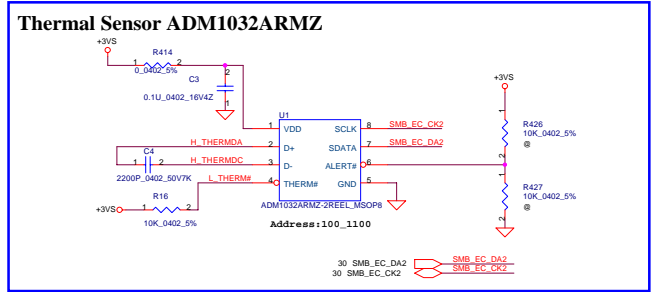 Thermal Sensor ADM1032ARMZ
+3VS
R414
1 2
0_0402_5%
C3
2
0.1U_0402_16V4Z
1
+3VS
U1
1 VDD SCLK 8 SMB_EC_CK2
R426
10K_0402_5%
@
1
2
H_THERMDA 2 D+ SDATA 7 SMB_EC_DA2
C4
1 2 H_THERMDC 3 D- ALERT# 6
2200P_0402_50V7K
L_THERM# 4 THERM# GND 5
R427
10K_0402_5%
@
1
2
R16
+3VS 1 2
10K_0402_5%
ADM1032ARMZ-2REEL_MSOP8
Address:100_1100
30 SMB_EC_DA2 SMB_EC_DA2
30 SMB_EC_CK2 SMB_EC_CK2